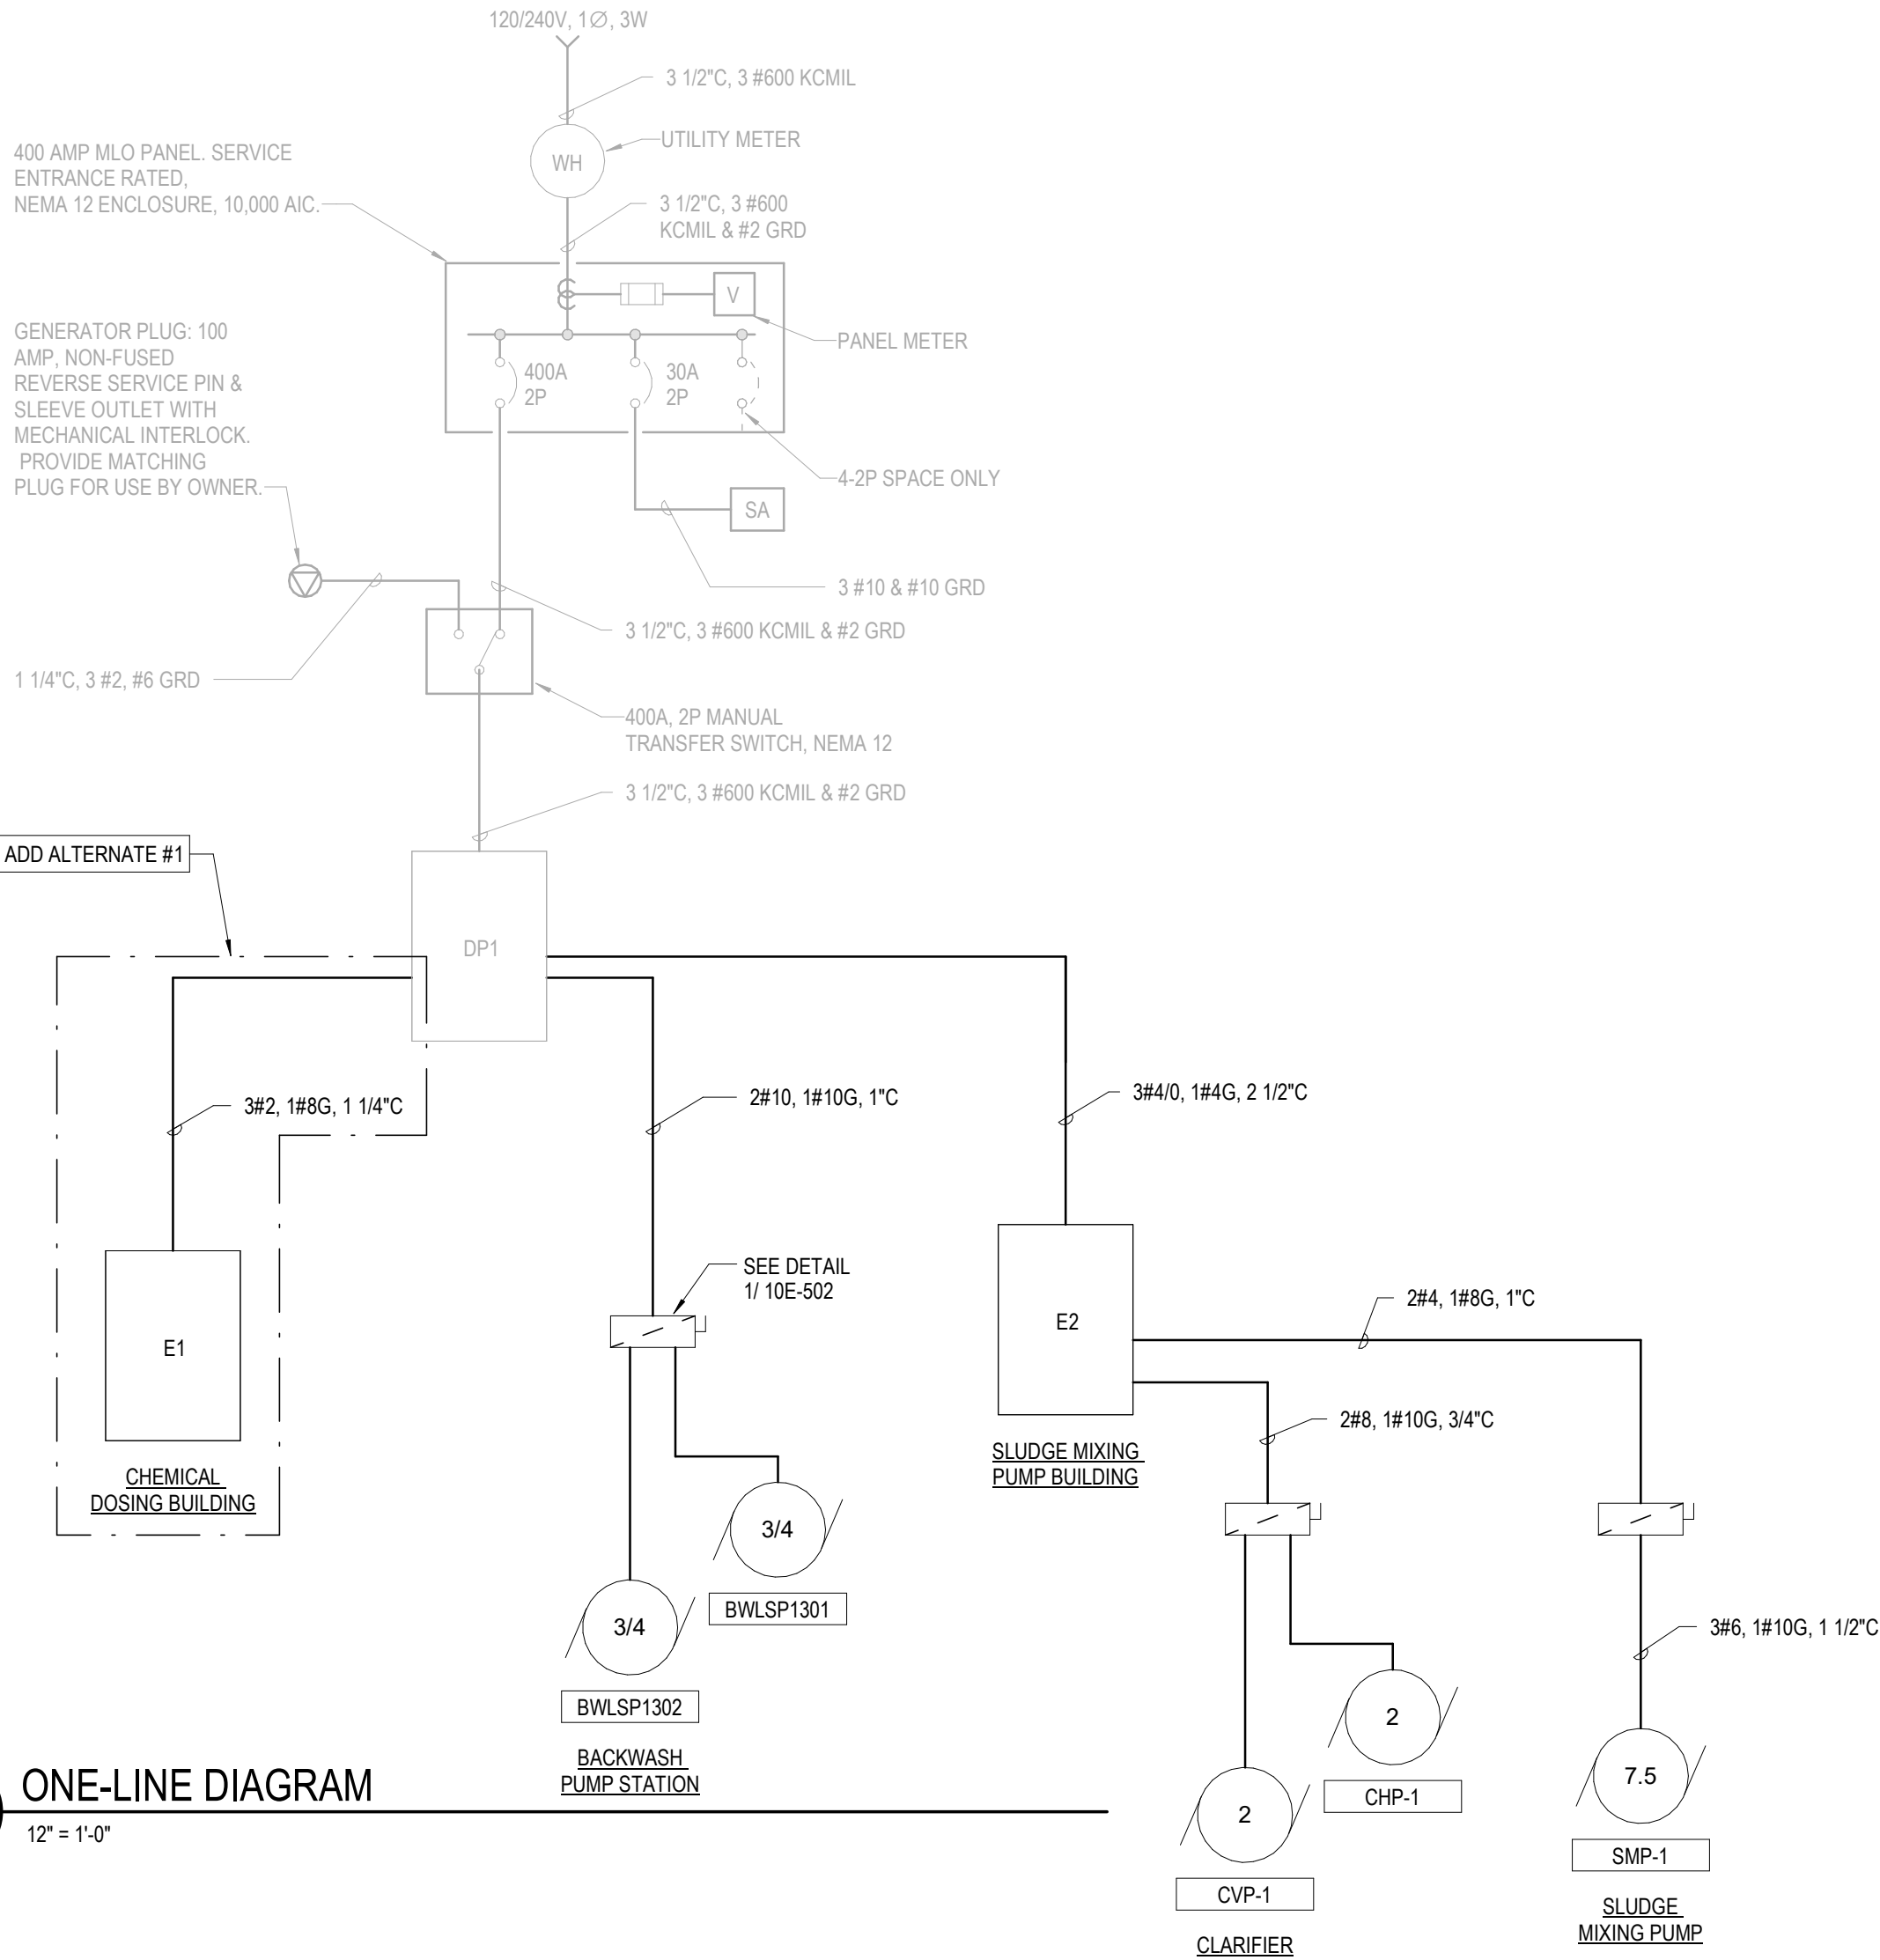 120/240V, 1Ø, 3W
3 1/2"C, 3 #600 KCMIL
UTILITY METER
WH
400 AMP MLO PANEL. SERVICE
ENTRANCE RATED,
NEMA 12 ENCLOSURE, 10,000 AIC.
3 1/2"C, 3 #600
KCMIL & #2 GRD
V
PANEL METER
GENERATOR PLUG: 100
AMP, NON-FUSED
REVERSE SERVICE PIN &
SLEEVE OUTLET WITH
MECHANICAL INTERLOCK.
PROVIDE MATCHING
PLUG FOR USE BY OWNER.
400A
2P
30A
2P
4-2P SPACE ONLY
SA
3 #10 & #10 GRD
3 1/2"C, 3 #600 KCMIL & #2 GRD
1 1/4"C, 3 #2, #6 GRD
400A, 2P MANUAL
TRANSFER SWITCH, NEMA 12
3 1/2"C, 3 #600 KCMIL & #2 GRD
ADD ALTERNATE #1
DP1
3#2, 1#8G, 1 1/4"C
2#10, 1#10G, 1"C
3#4/0, 1#4G, 2 1/2"C
SEE DETAIL
1/ 10E-502
E1
E2
2#4, 1#8G, 1"C
2#8, 1#10G, 3/4"C
CHEMICAL
DOSING BUILDING
SLUDGE MIXING
PUMP BUILDING
3/4
BWLSP1301
3/4
BWLSP1302
BACKWASH
PUMP STATION
3#6, 1#10G, 1 1/2"C
2
CHP-1
2
CVP-1
CLARIFIER
7.5
SMP-1
SLUDGE
MIXING PUMP
ONE-LINE DIAGRAM
12" = 1'-0"